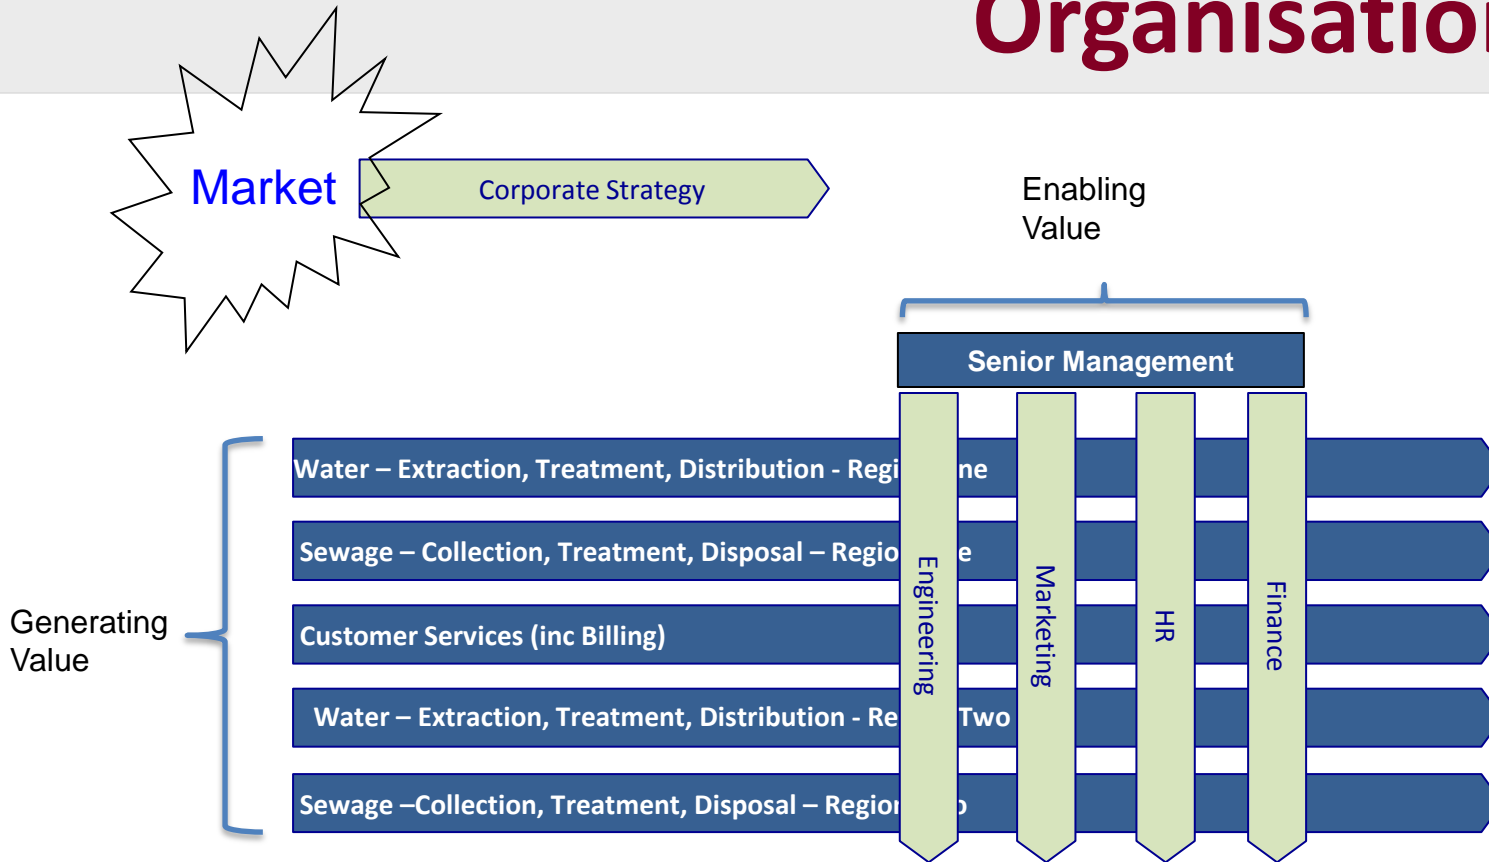 Organisation
Market
Corporate Strategy
Enabling
Value
Senior Management
Water – Extraction, Treatment, Distribution - Regi ne
Sewage – Collection, Treatment, Disposal – Regio e
Customer Services (inc Billing)
Water – Extraction, Treatment, Distribution - Re Two
Sewage –Collection, Treatment, Disposal – Region o
Engineering
Marketing
HR
Finance
Generating
Value